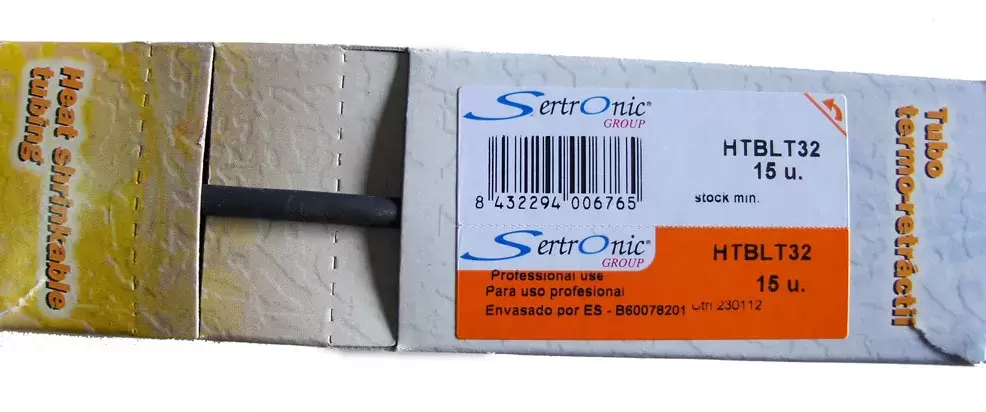 Heat shrinkable
tubing
SertrOnic®
GROUP
HTBLT32
15 u.
8 432294 006765
stock min.
SertrOnic®
GROUP
HTBLT32
15 u.
Professional use
Para uso profesional
Envasado por ES - B60078201 Ctrl 230112
Tubo
termo-retráctil